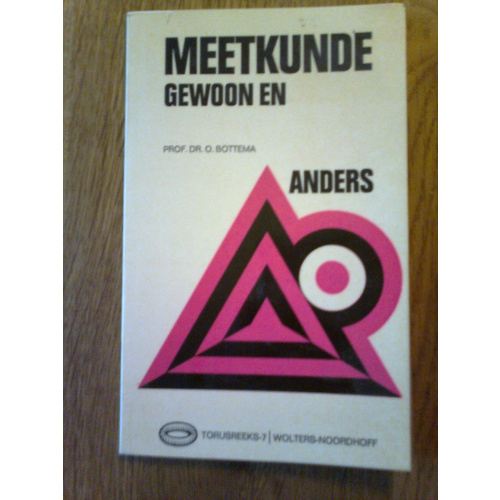 MEETKUNDE
GEWOON EN
PROF. DR. O. BOTTEMA
ANDERS
TORUSREEKS-7 | WOLTERS-NOORDHOFF